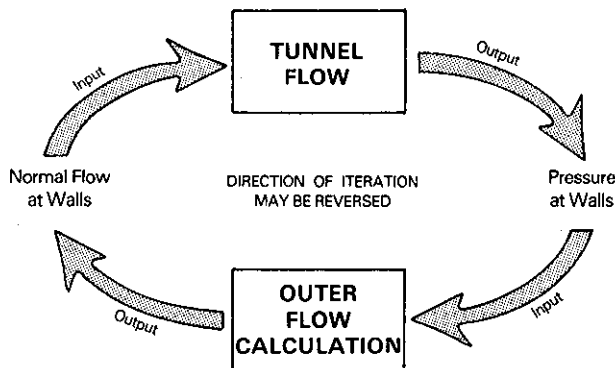 TUNNEL
FLOW
Input
Output
Normal Flow
at Walls
DIRECTION OF ITERATION
MAY BE REVERSED
Pressure
at Walls
OUTER
FLOW
CALCULATION
Output
Input